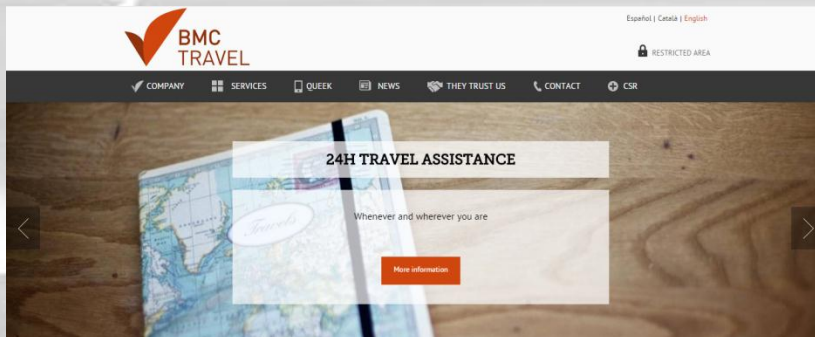 Español | Català | English
BMC
TRAVEL
RESTRICTED AREA
COMPANY SERVICES QUEEK NEWS THEY TRUST US CONTACT CSR
24H TRAVEL ASSISTANCE
Travels
Whenever and wherever you are
More information